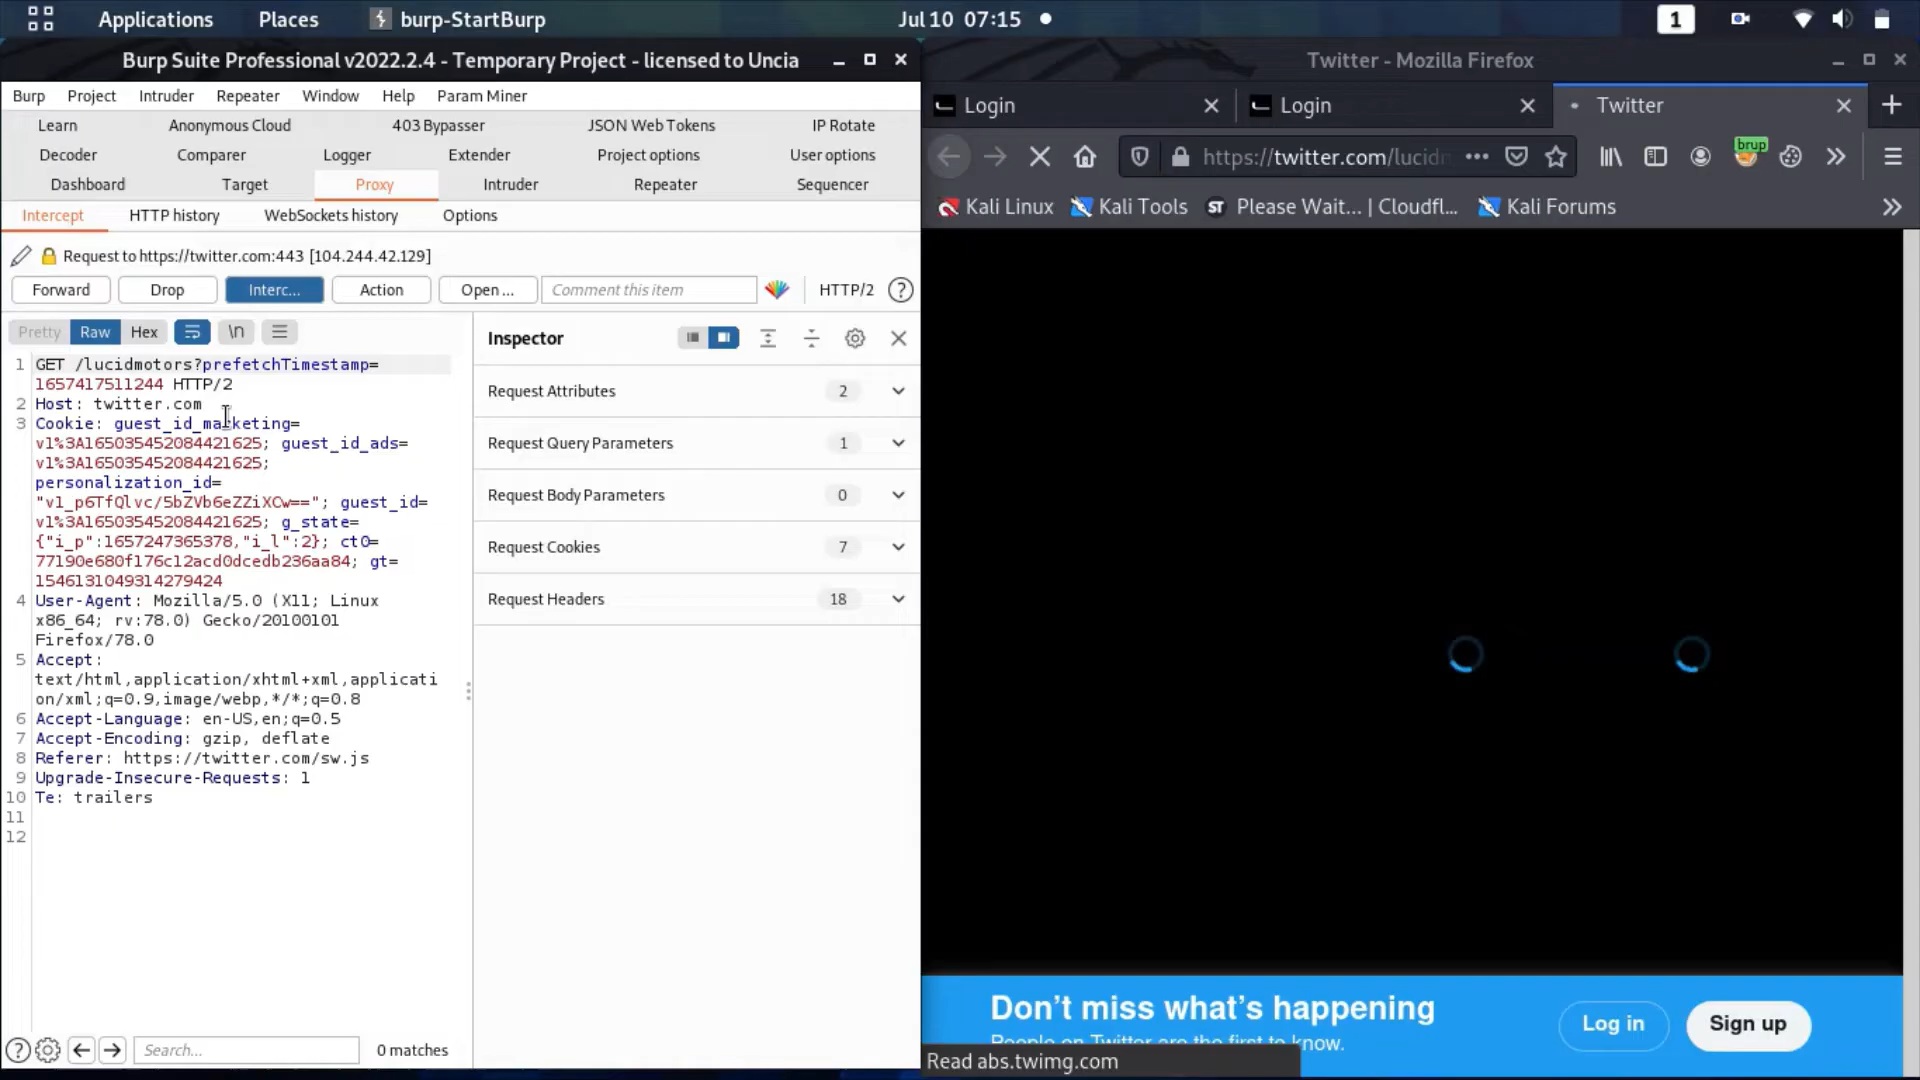 Applications Places burp-StartBurp Jul 10 07:15 1
Burp Suite Professional v2022.2.4 - Temporary Project - licensed to Uncia
Burp Project Intruder Repeater Window Help Param Miner
Learn Anonymous Cloud 403 Bypasser JSON Web Tokens IP Rotate
Decoder Comparer Logger Extender Project options User options
Dashboard Target Proxy Intruder Repeater Sequencer
Intercept HTTP history WebSockets history Options
Request to https://twitter.com:443 [104.244.42.129]
Forward Drop Interc... Action Open ... Comment this item HTTP/2 ?
Pretty Raw Hex \n
1 GET /lucidmotors?prefetchTimestamp=
1657417511244 HTTP/2
2 Host: twitter.com
3 Cookie: guest_id_marketing=
v1%3A165035452084421625; guest_id_ads=
v1%3A165035452084421625;
personalization_id=
"v1_p6TfQlvc/5bZVb6eZZiXCw=="; guest_id=
v1%3A165035452084421625; g_state=
{"i_p":1657247365378,"i_l":2}; ct0=
77190e680f176c12acd0dcedb236aa84; gt=
1546131049314279424
4 User-Agent: Mozilla/5.0 (X11; Linux
x86_64; rv:78.0) Gecko/20100101
Firefox/78.0
5 Accept:
text/html,application/xhtml+xml,applicati
on/xml;q=0.9,image/webp,*/*;q=0.8
6 Accept-Language: en-US,en;q=0.5
7 Accept-Encoding: gzip, deflate
8 Referer: https://twitter.com/sw.js
9 Upgrade-Insecure-Requests: 1
10 Te: trailers
11
12
Inspector
Request Attributes 2
Request Query Parameters 1
Request Body Parameters 0
Request Cookies 7
Request Headers 18
? Search... 0 matches
Twitter - Mozilla Firefox
Login Login Twitter
https://twitter.com/lucid brup
Kali Linux Kali Tools ST Please Wait... | Cloudfl... Kali Forums
Don't miss what's happening
People on Twitter are the first to know.
Log in Sign up
Read abs.twimg.com